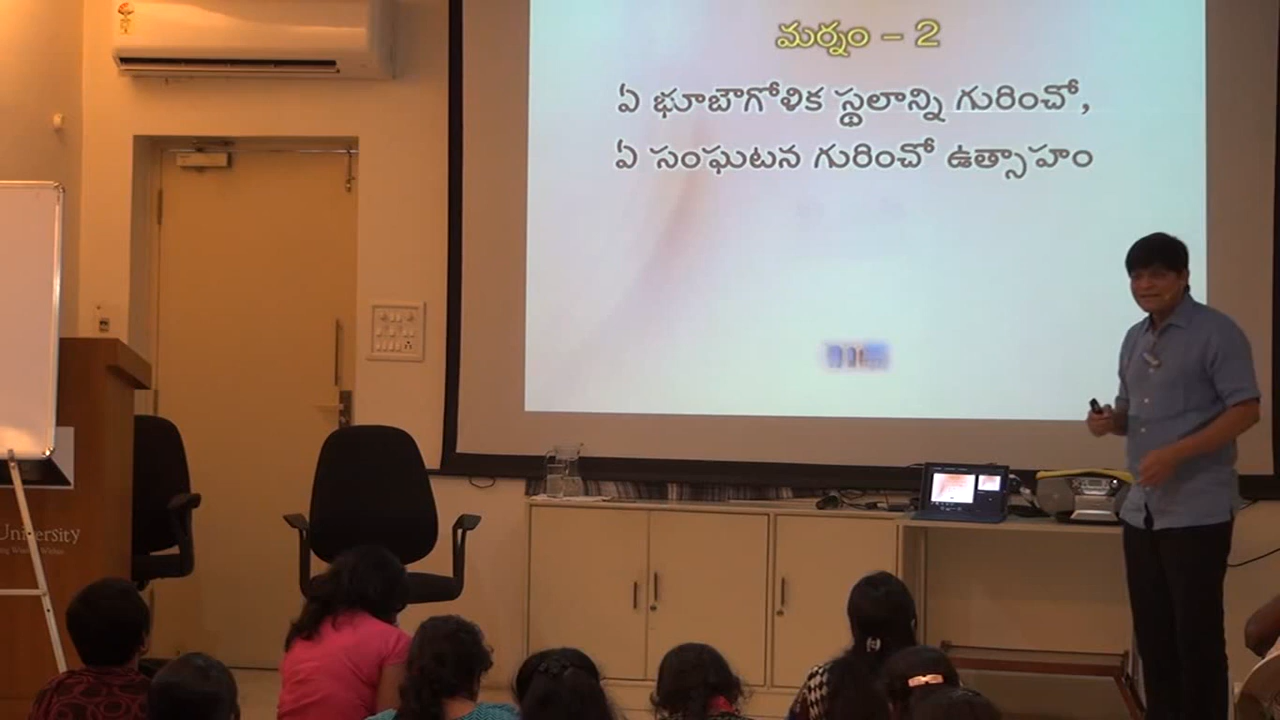 మర్నం – 2
ఏ భూబౌగోళిక స్థలాన్ని గురించో,
ఏ సంఘటన గురించో ఉత్సాహం
University